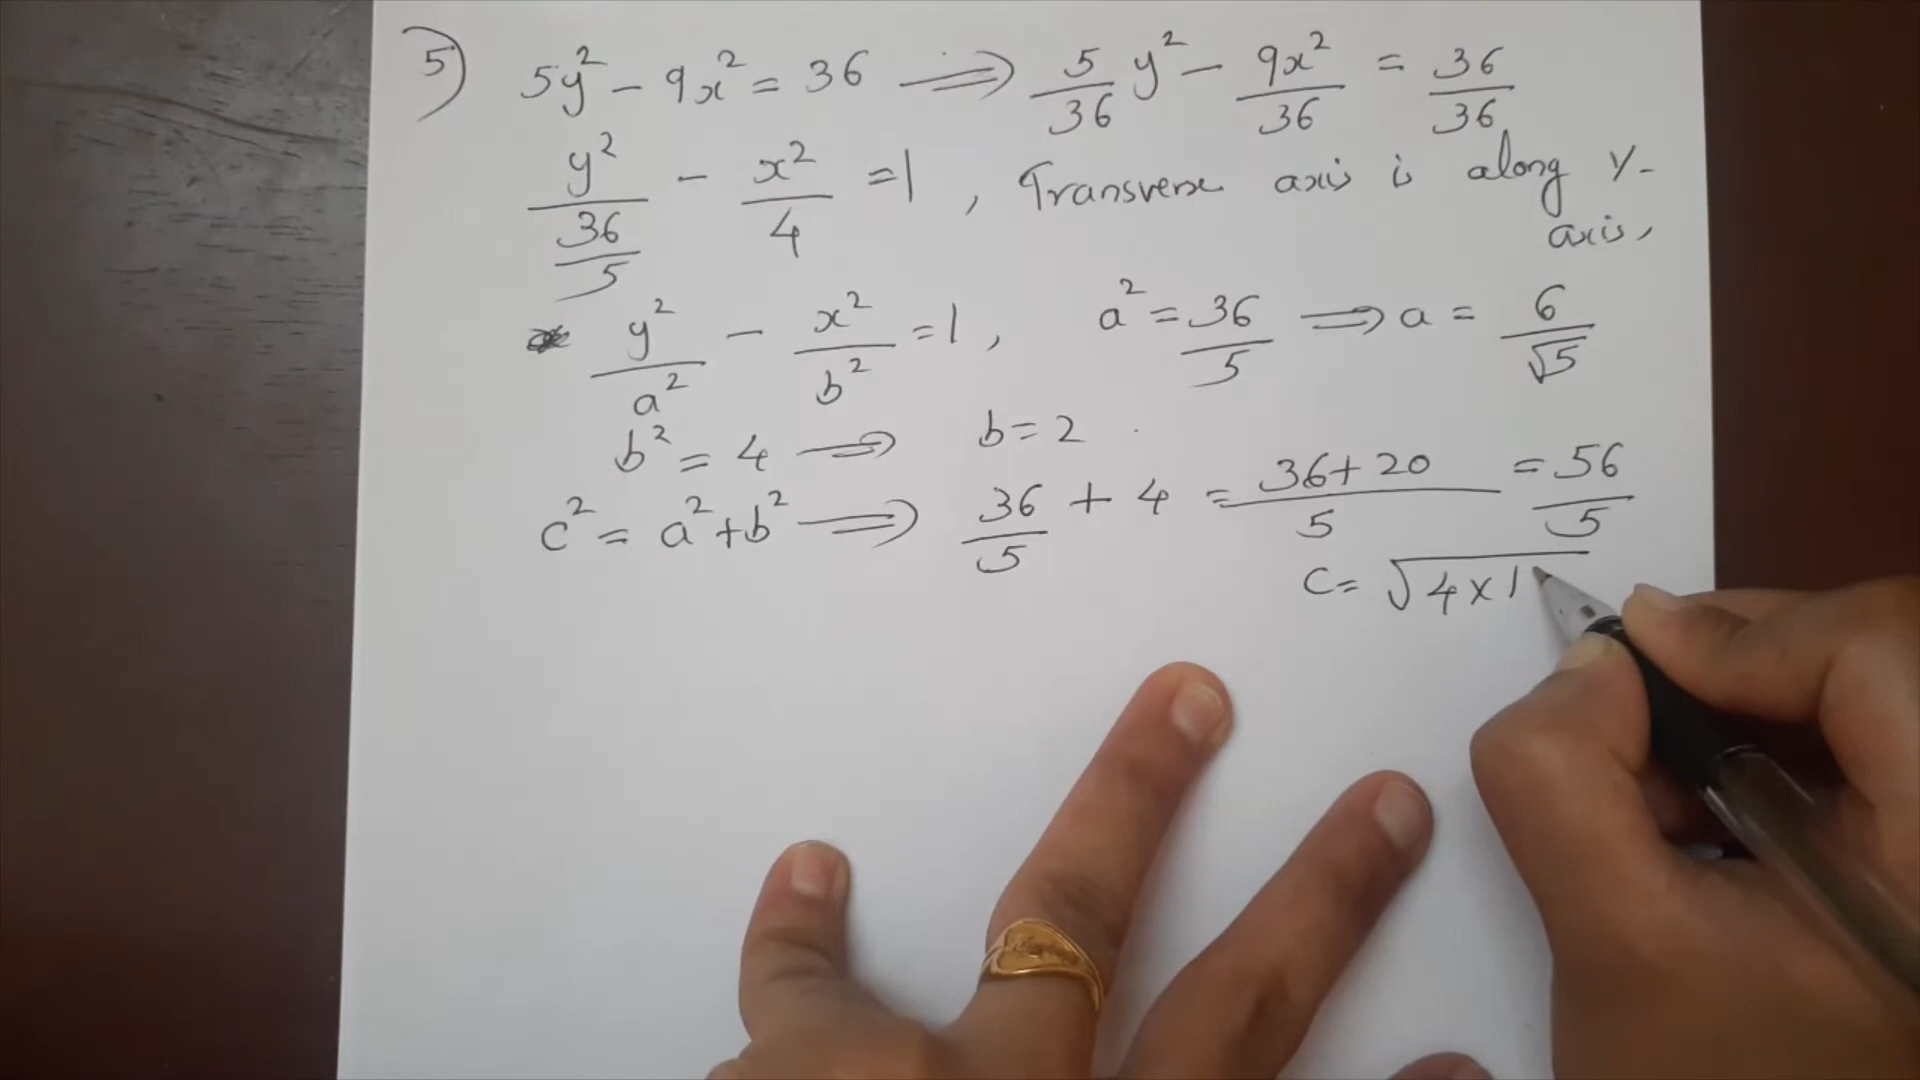 5) 5y² - 9x² = 36 ⟹ 5/36 y² - 9x²/36 = 36/36
y²/(36/5) - x²/4 = 1, Transverse axis is along Y-
axis,
y²/a² - x²/b² = 1, a² = 36/5 ⟹ a = 6/√5
b² = 4 ⟹ b = 2
c² = a² + b² ⟹ 36/5 + 4 = 36+20/5 = 56/5
c = √4×1